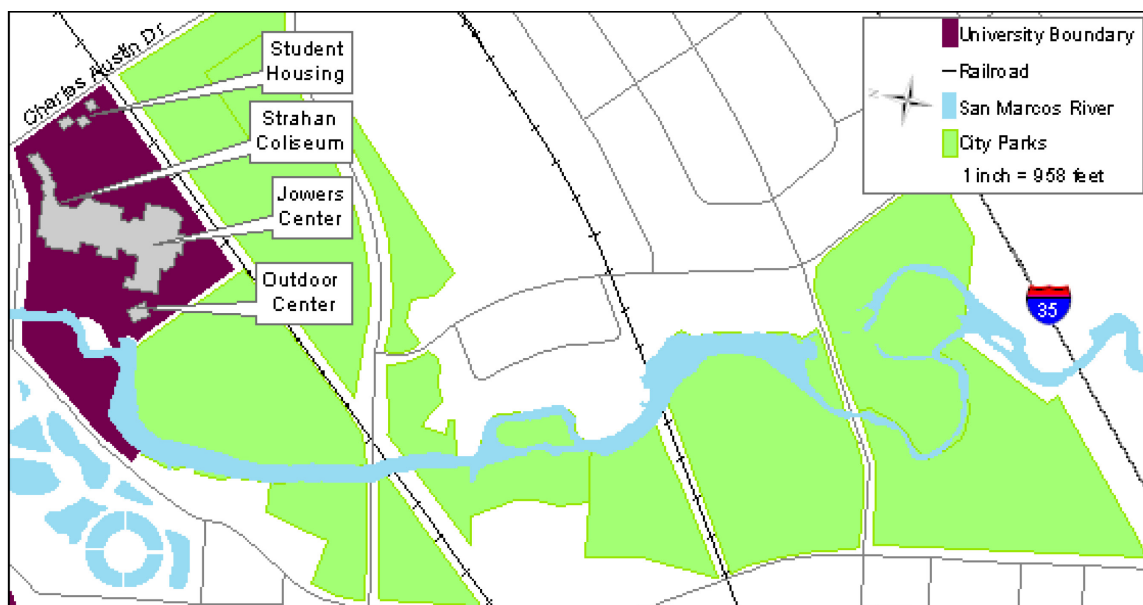 Charles Austin Dr
Student
Housing
Strahan
Coliseum
Jowers
Center
Outdoor
Center
University Boundary
Railroad
San Marcos River
City Parks
1 inch = 958 feet
35